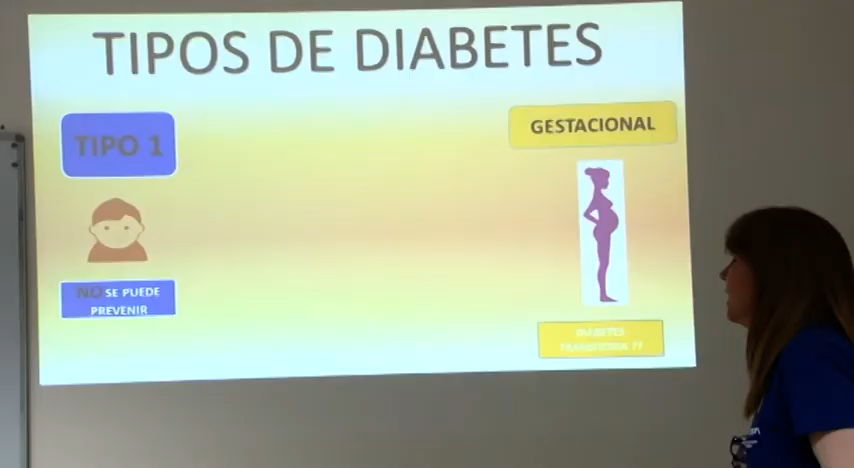 TIPOS DE DIABETES
TIPO 1
GESTACIONAL
NO SE PUEDE
PREVENIR
DIABETES
TRANSITORIA ??